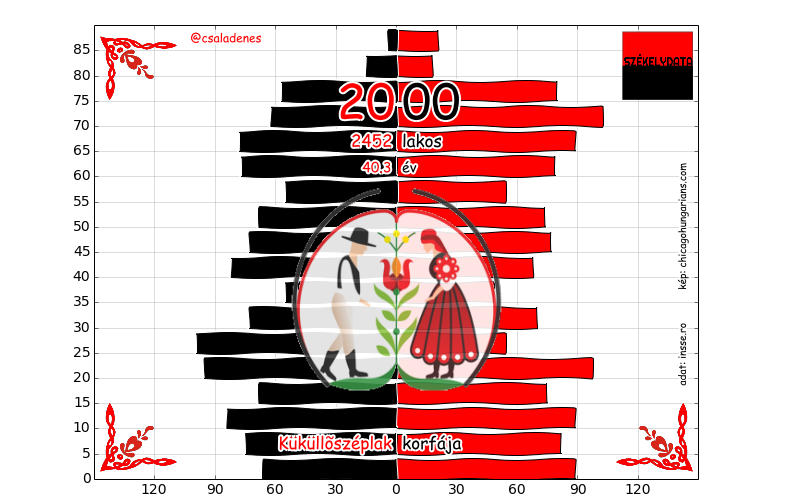 @csaladenes
SZÉKELYDATA
2000
2452 lakos
40.3 év
kép: chicagohungarians.com
adat: insse.ro
Küküllőszéplak korfája
85
80
75
70
65
60
55
50
45
40
35
30
25
20
15
10
5
0
120 90 60 30 0 30 60 90 120